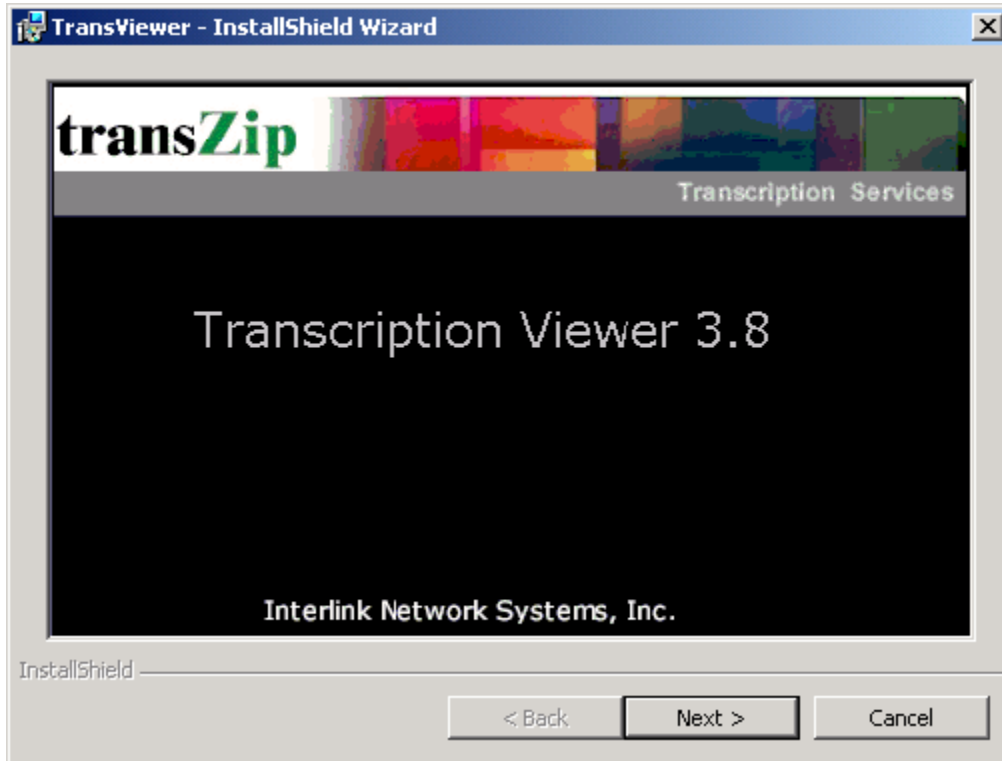 TransViewer - InstallShield Wizard
transZip
Transcription Services
Transcription Viewer 3.8
Interlink Network Systems, Inc.
InstallShield
< Back Next > Cancel